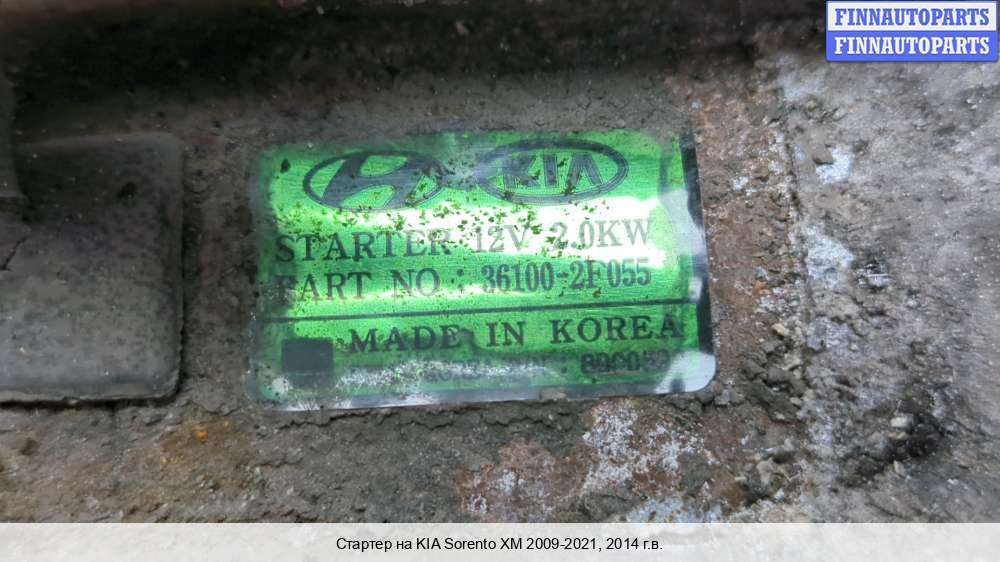 FINNAUTOPARTS
FINNAUTOPARTS
KIA
STARTER 12V 2.0KW
PART NO.: 36100-2F055
MADE IN KOREA
Стартер на KIA Sorento XM 2009-2021, 2014 г.в.